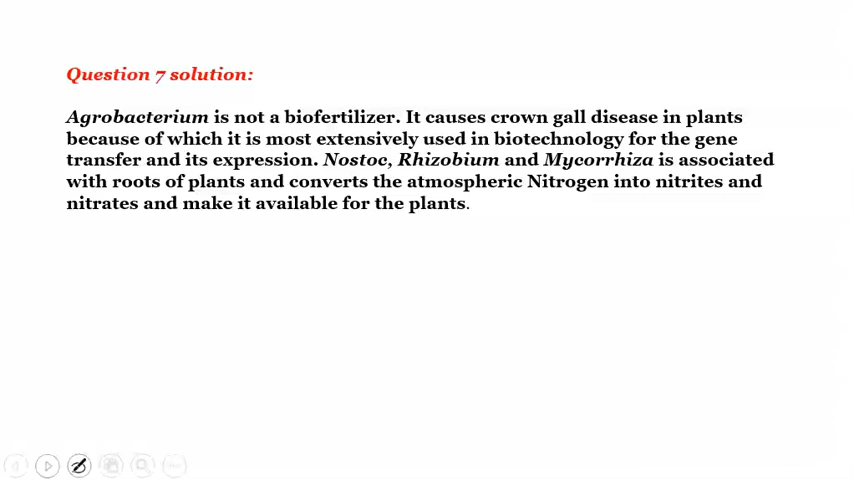 Question 7 solution:
Agrobacterium is not a biofertilizer. It causes crown gall disease in plants
because of which it is most extensively used in biotechnology for the gene
transfer and its expression. Nostoc, Rhizobium and Mycorrhiza is associated
with roots of plants and converts the atmospheric Nitrogen into nitrites and
nitrates and make it available for the plants.